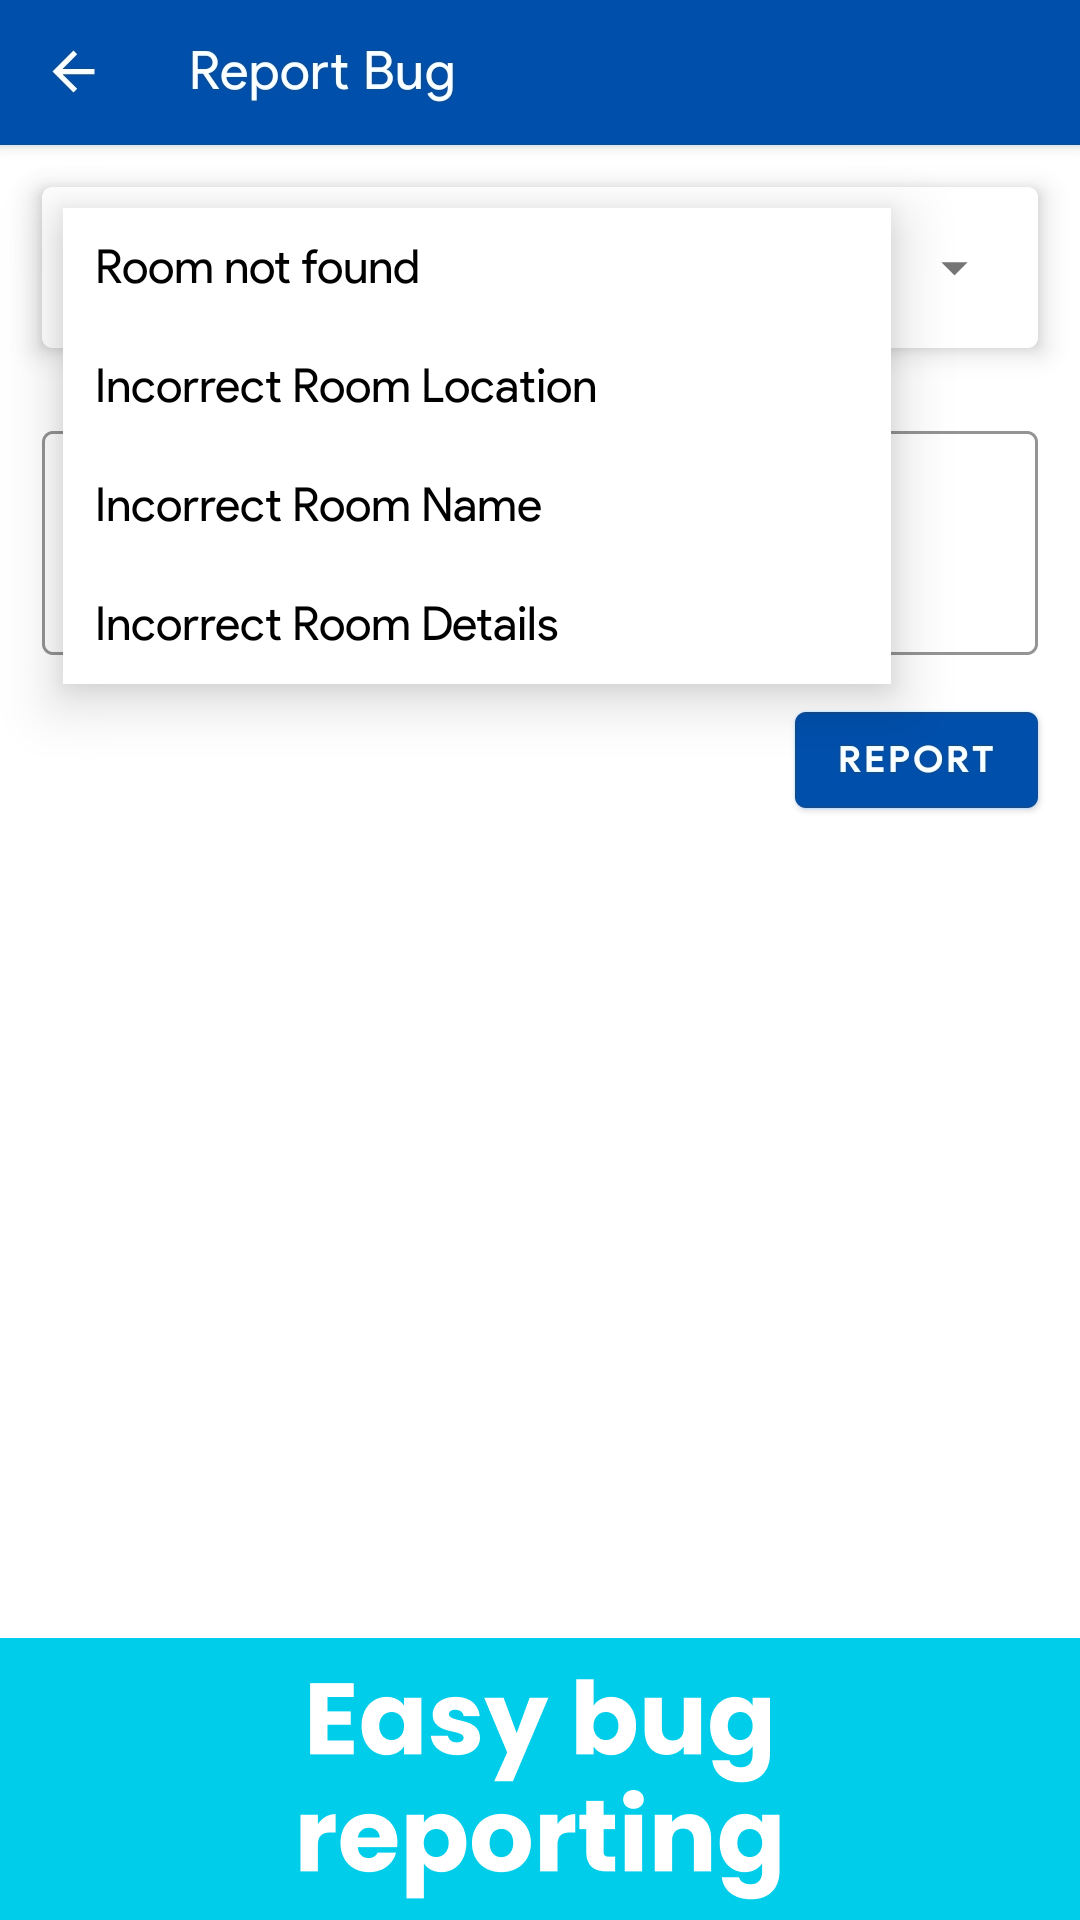 Report Bug
Room not found
Incorrect Room Location
Incorrect Room Name
Incorrect Room Details
REPORT
Easy bug
reporting